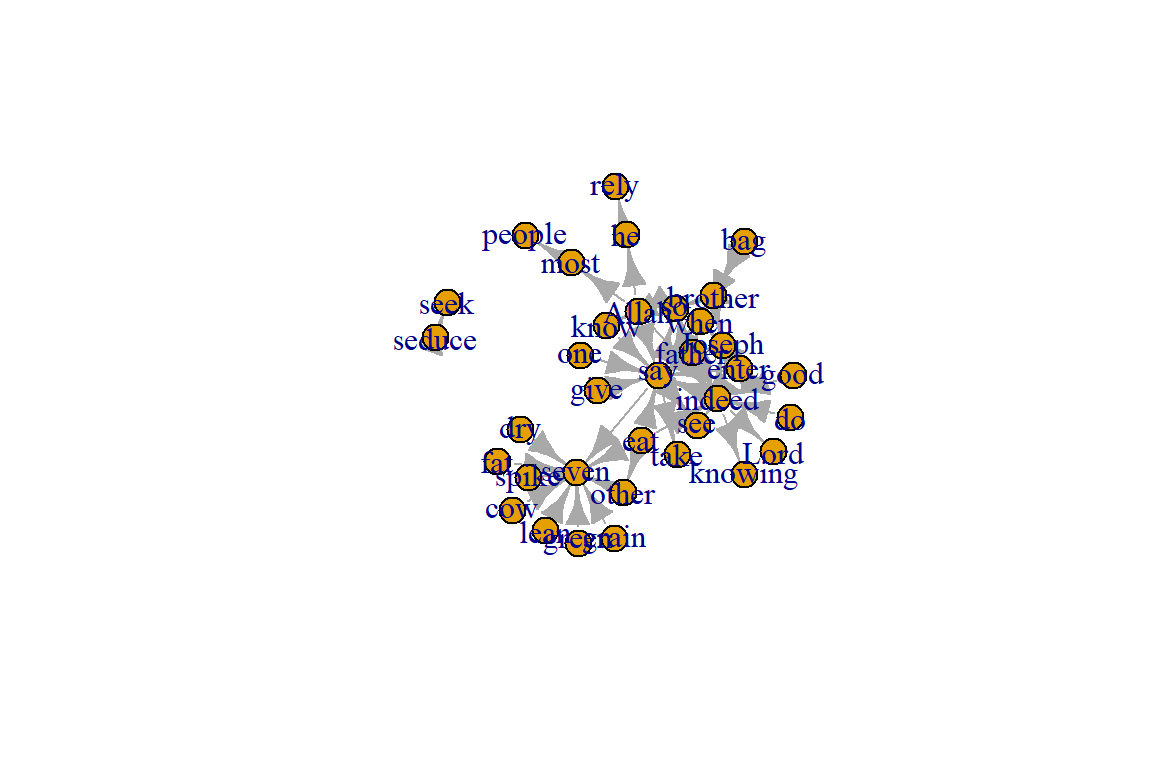 rely
people
he
bag
most
seek
brother
Allah
so
know
when
seduce
Joseph
one
father
say
enter
good
give
indeed
do
see
dry
eat
take
Lord
fat
seven
spike
knowing
other
cow
lean
green
grain